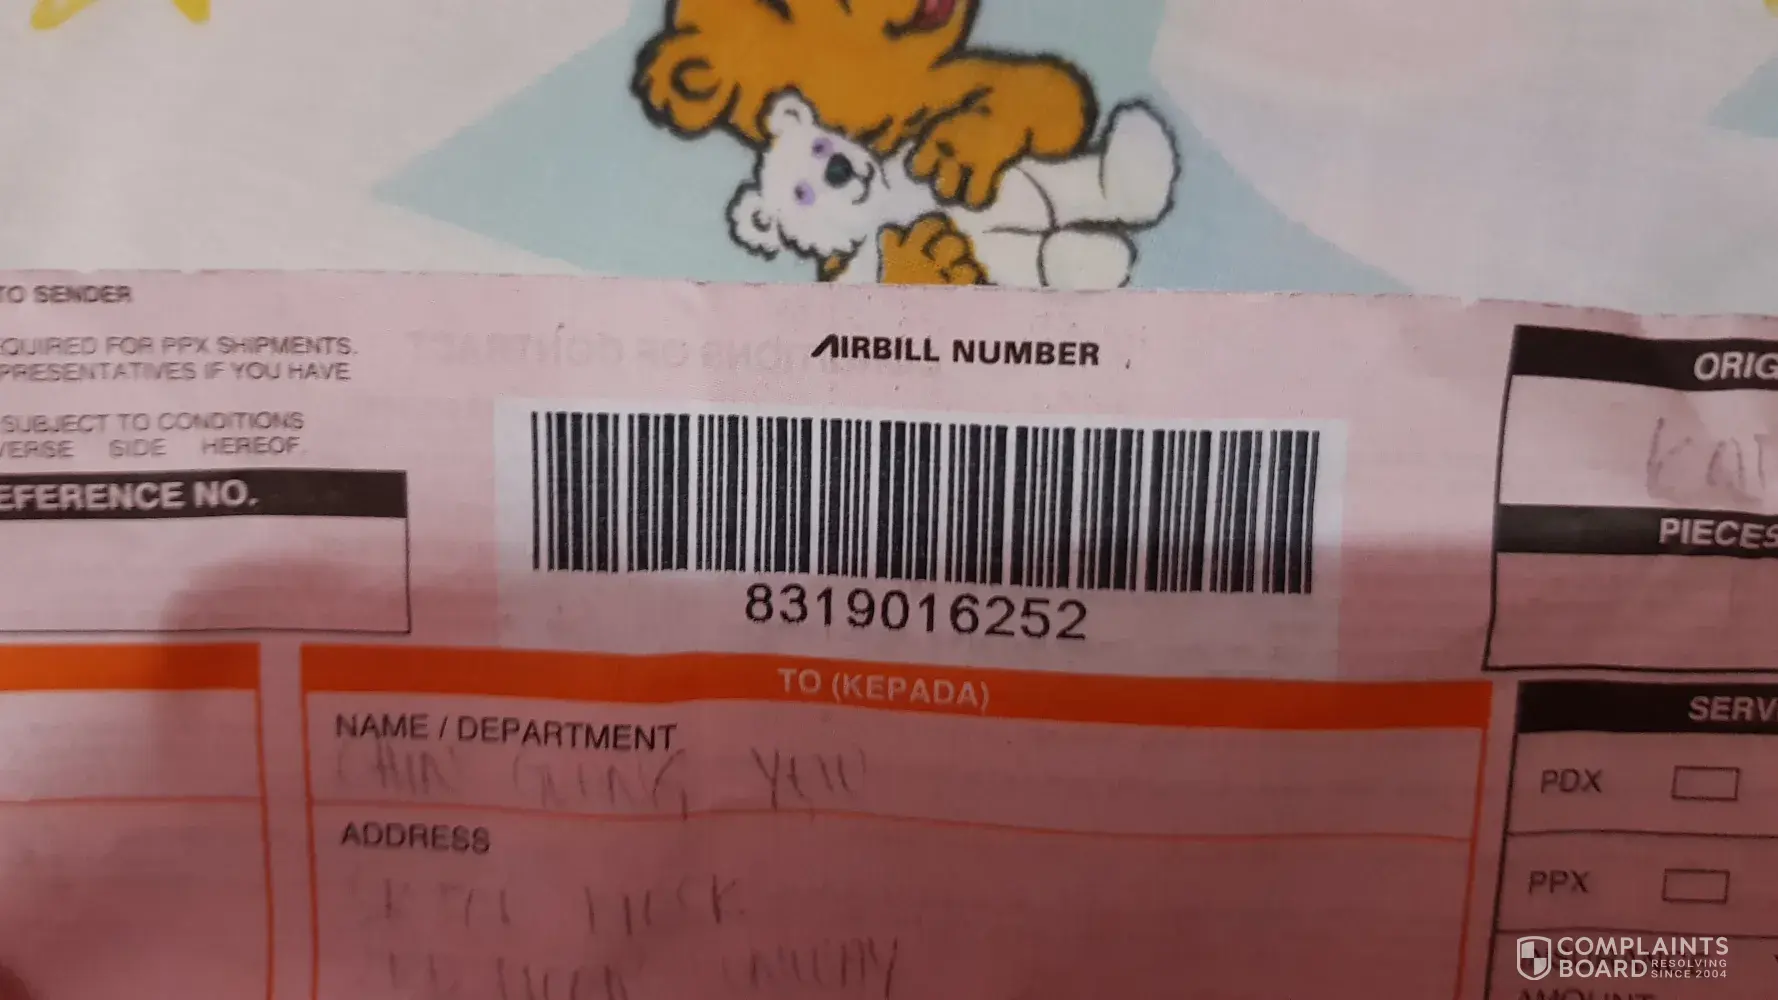 TO SENDER
QUIRED FOR PPX SHIPMENTS.
PRESENTATIVES IF YOU HAVE
SUBJECT TO CONDITIONS
VERSE SIDE HEREOF.
EFERENCE NO.
AIRBILL NUMBER
8319016252
ORIG
PIECES
TO (KEPADA)
NAME / DEPARTMENT
ADDRESS
SERV
PDX
PPX
AMOUNT
COMPLAINTS
BOARD RESOLVING
SINCE 2004